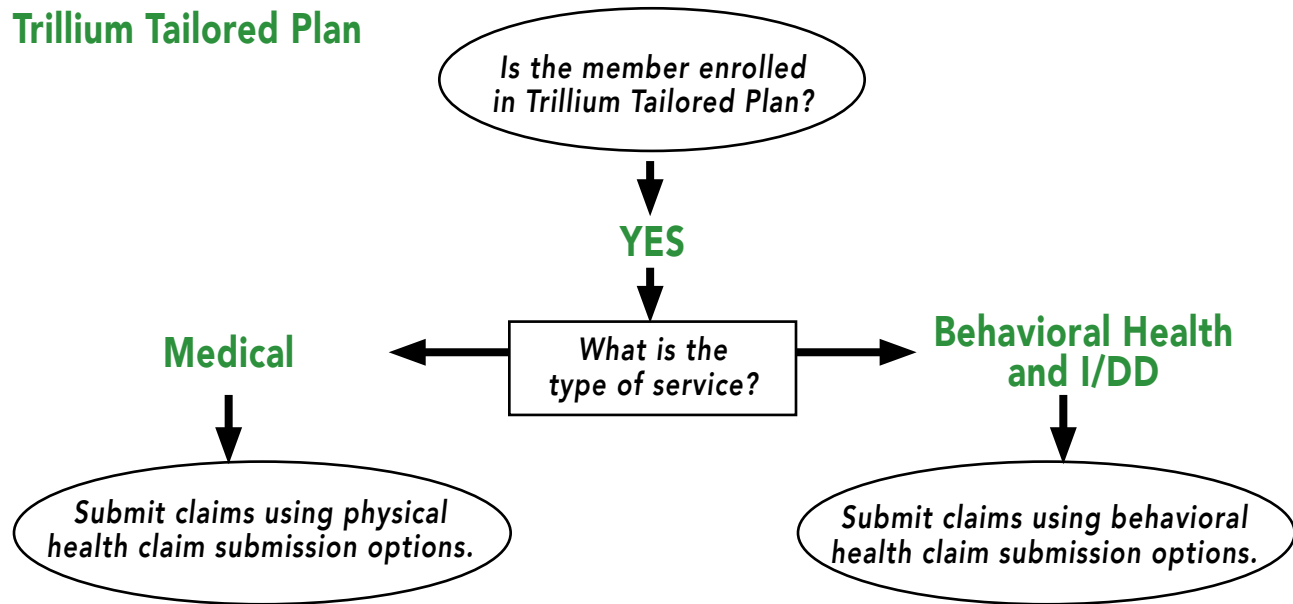 Trillium Tailored Plan
Is the member enrolled
in Trillium Tailored Plan?
YES
What is the
type of service?
Medical
Behavioral Health
and I/DD
Submit claims using physical
health claim submission options.
Submit claims using behavioral
health claim submission options.